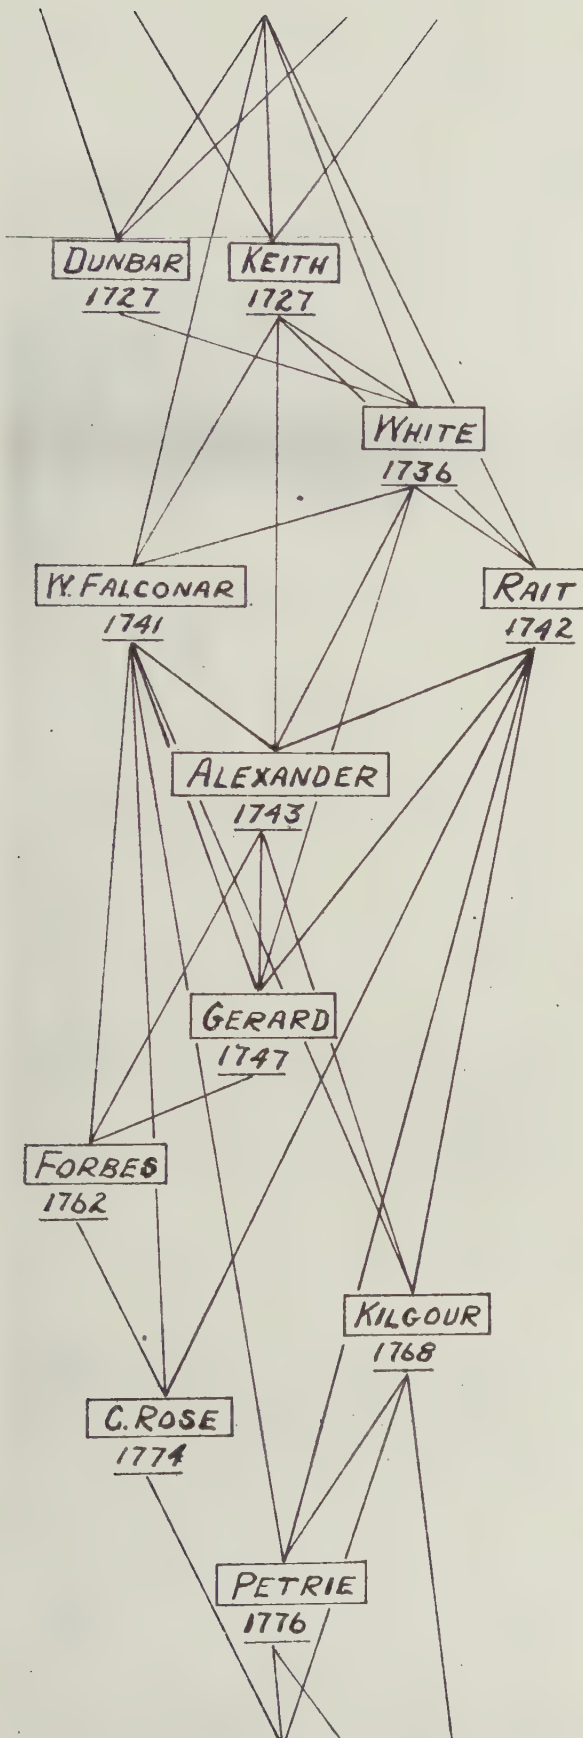 DUNBAR
1727
KEITH
1727
WHITE
1736
W. FALCONAR
1741
RAIT
1742
ALEXANDER
1743
GERARD
1747
FORBES
1762
KILGOUR
1768
C. ROSE
1774
PETRIE
1776